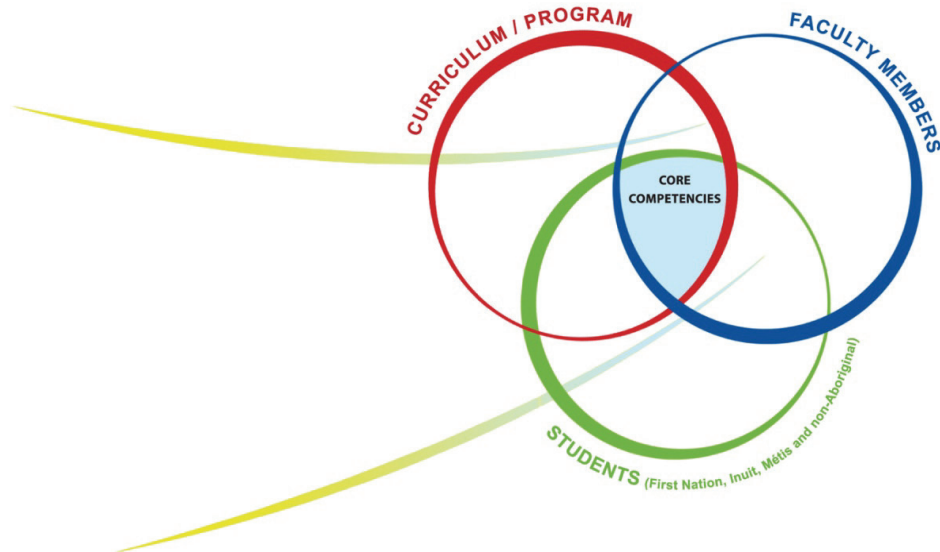 CURRICULUM / PROGRAM
FACULTY MEMBERS
CORE
COMPETENCIES
STUDENTS (First Nation, Inuit, Métis and non-Aboriginal)